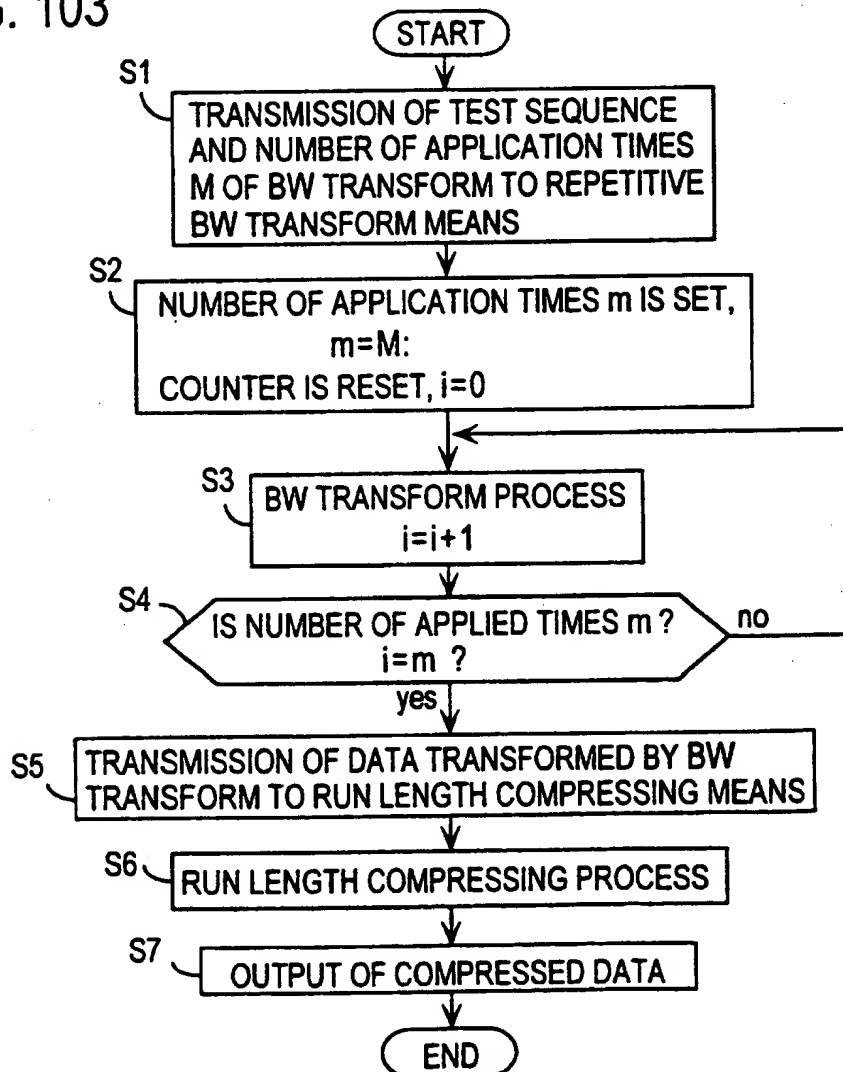 G. 103
START
S1
TRANSMISSION OF TEST SEQUENCE
AND NUMBER OF APPLICATION TIMES
M OF BW TRANSFORM TO REPETITIVE
BW TRANSFORM MEANS
S2
NUMBER OF APPLICATION TIMES m IS SET,
m=M:
COUNTER IS RESET, i=0
S3
BW TRANSFORM PROCESS
i=i+1
S4
IS NUMBER OF APPLIED TIMES m ?
i=m ?
no
yes
S5
TRANSMISSION OF DATA TRANSFORMED BY BW
TRANSFORM TO RUN LENGTH COMPRESSING MEANS
S6
RUN LENGTH COMPRESSING PROCESS
S7
OUTPUT OF COMPRESSED DATA
END